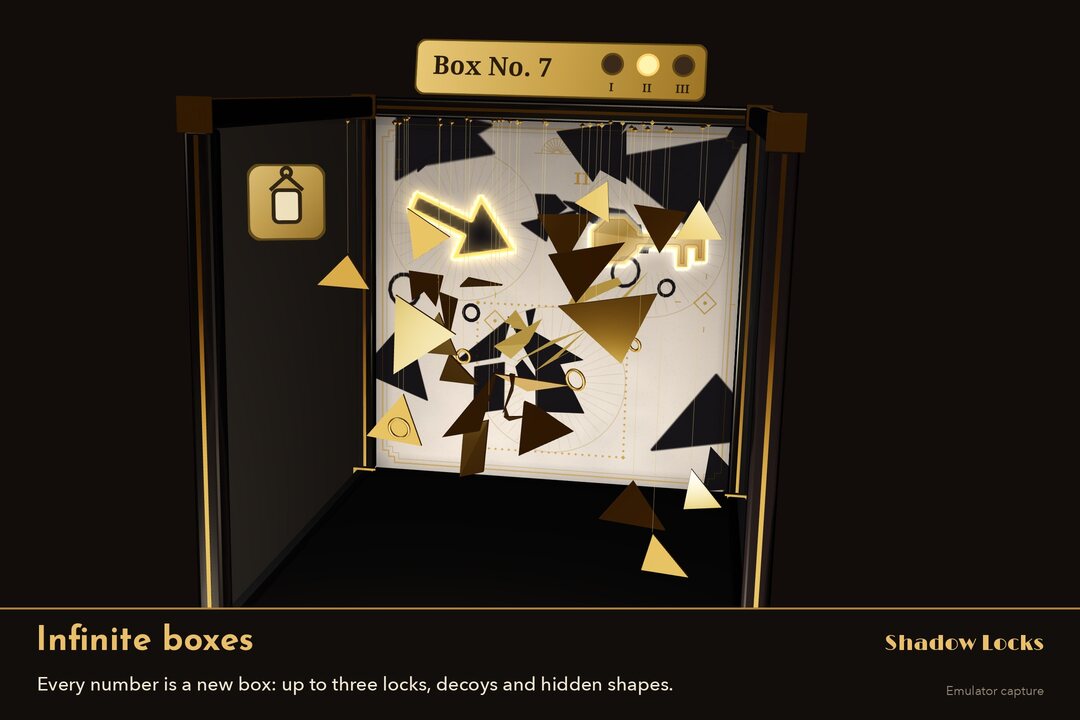 Box No. 7
I II III
II
Infinite boxes
Shadow Locks
Every number is a new box: up to three locks, decoys and hidden shapes.
Emulator capture